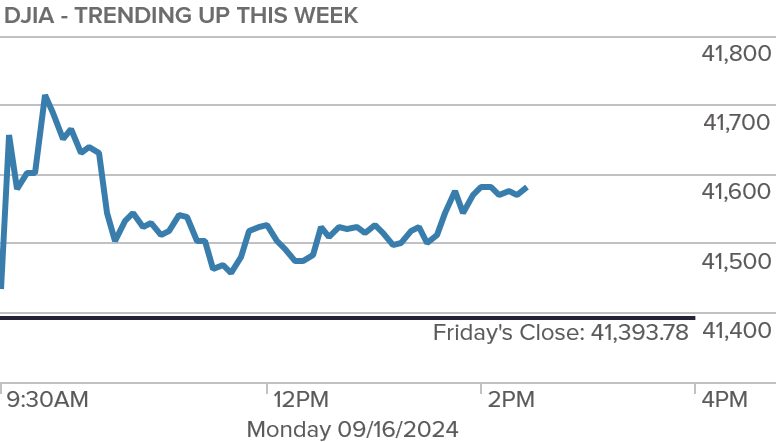 DJIA - TRENDING UP THIS WEEK
41,800
41,700
41,600
41,500
Friday's Close: 41,393.78 41,400
9:30AM 12PM 2PM 4PM
Monday 09/16/2024